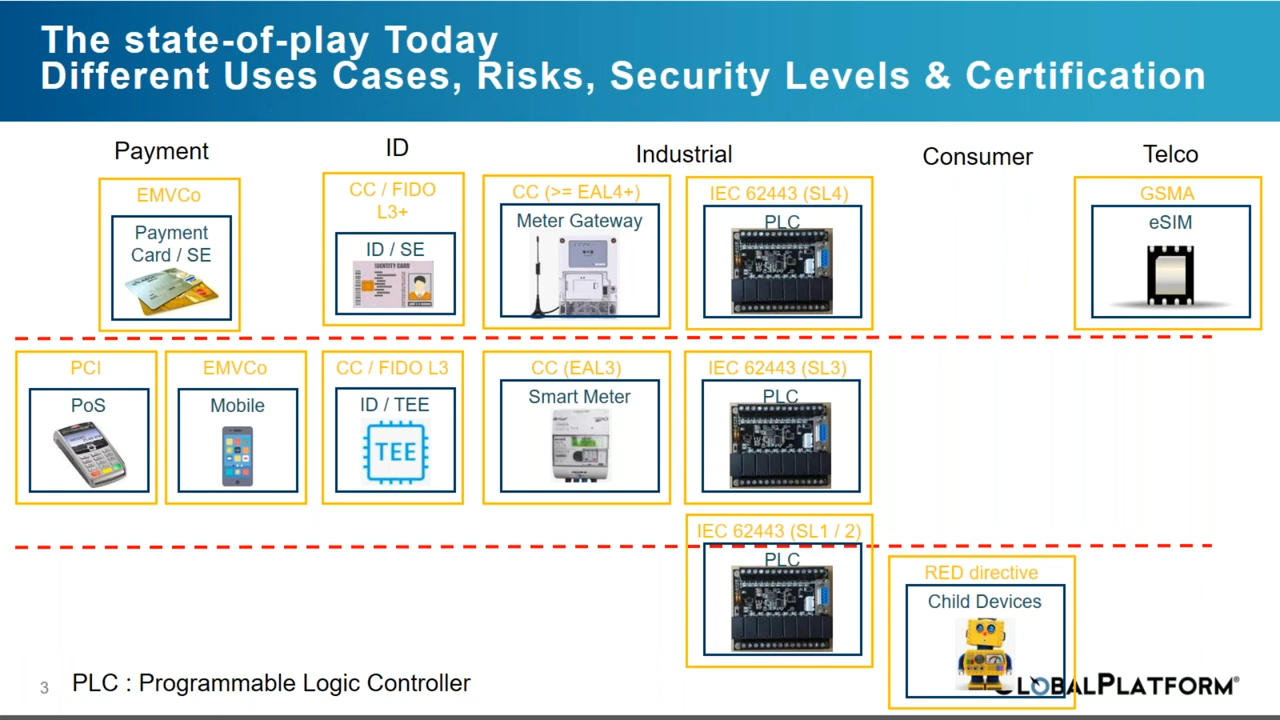 The state-of-play Today
Different Uses Cases, Risks, Security Levels & Certification
Payment
ID
Industrial
Consumer
Telco
EMVCo
Payment
Card / SE
CC / FIDO
L3+
ID / SE
IDENTITY CARD
CC (>= EAL4+)
Meter Gateway
IEC 62443 (SL4)
PLC
GSMA
eSIM
PCI
PoS
EMVCo
Mobile
CC / FIDO L3
ID / TEE
TEE
CC (EAL3)
Smart Meter
IEC 62443 (SL3)
PLC
IEC 62443 (SL1 / 2)
PLC
RED directive
Child Devices
3
PLC : Programmable Logic Controller
GLOBALPLATFORM®